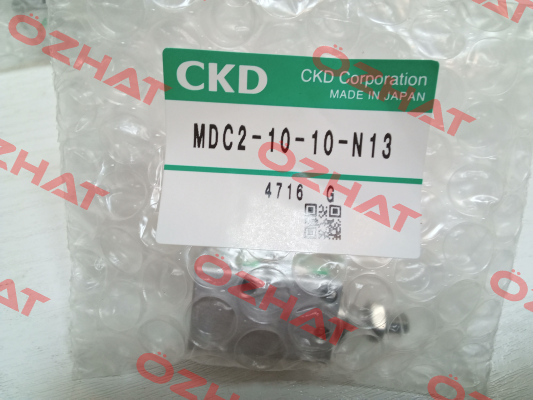 CKD
CKD Corporation
MADE IN JAPAN
MDC2-10-10-N13
4716 G
ÖZHAT
ÖZHAT
ÖZHAT
ÖZHAT
ÖZHAT
ÖZHAT
ÖZHAT